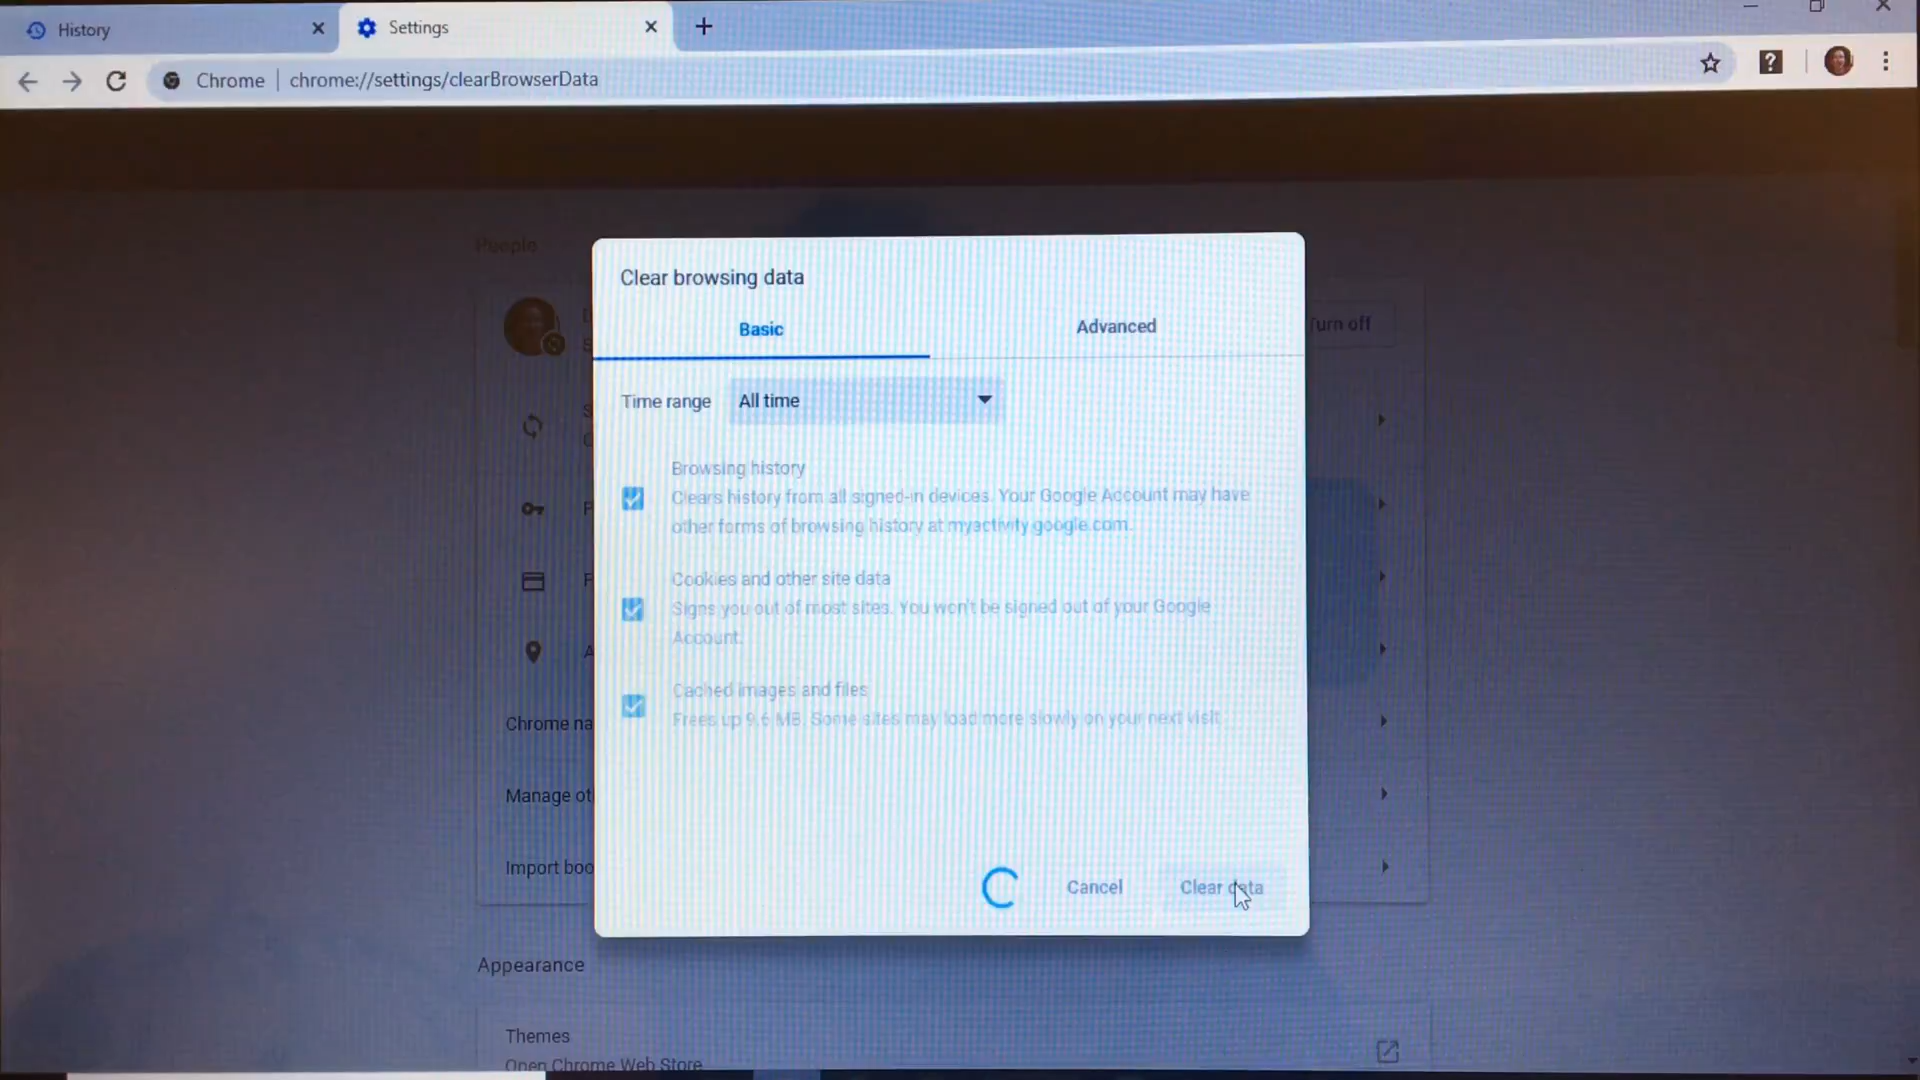 History
Settings
Chrome
chrome://settings/clearBrowserData
People
Turn off
Clear browsing data
Basic
Advanced
Time range
All time
Browsing history
Clears history from all signed-in devices. Your Google Account may have
other forms of browsing history at myactivity.google.com.
Cookies and other site data
Signs you out of most sites. You won't be signed out of your Google
Account.
Cached images and files
Frees up 9.6 MB. Some sites may load more slowly on your next visit.
Chrome na
Manage ot
Import boo
Cancel
Clear data
Appearance
Themes
Open Chrome Web Store